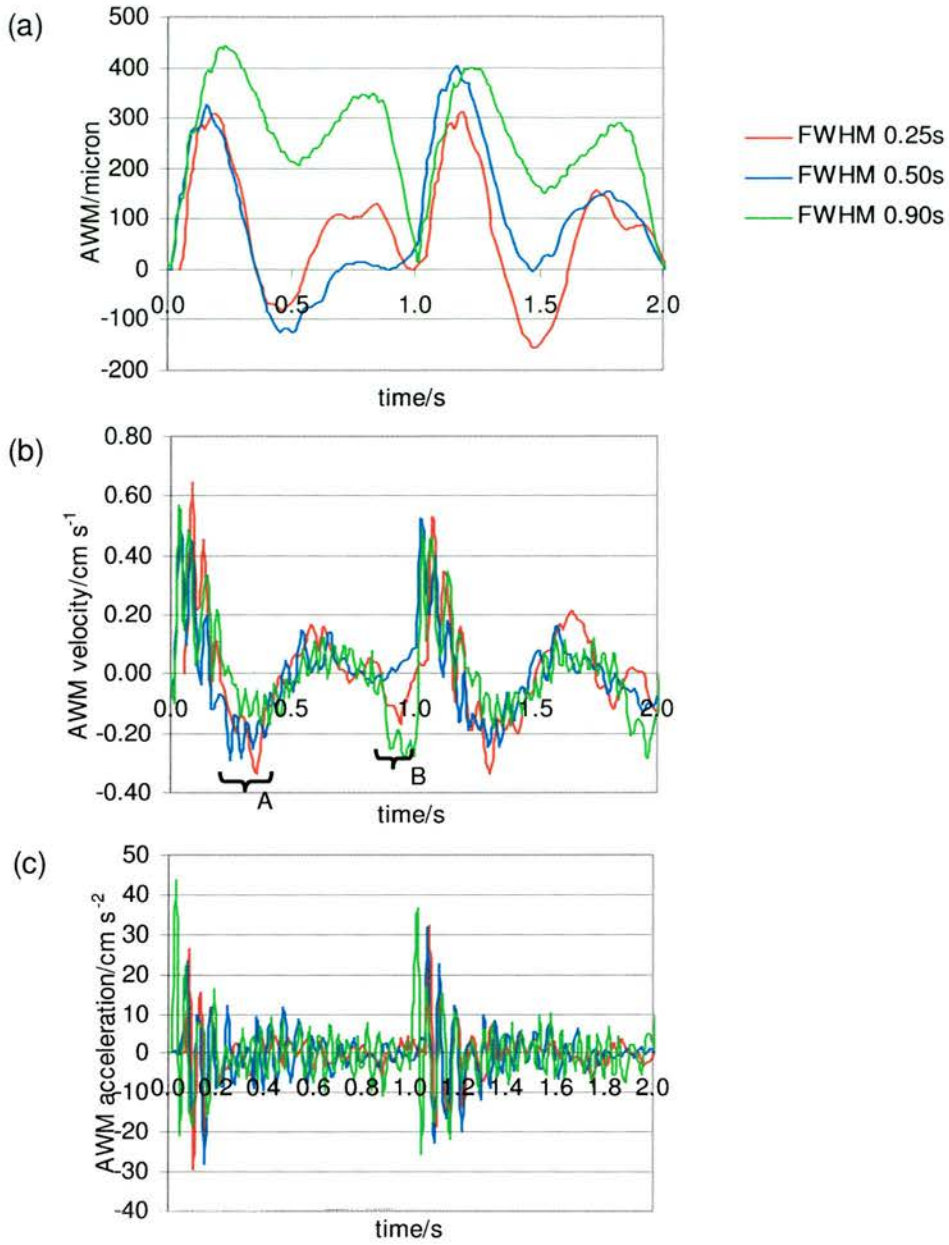 (a)
500
400
300
200
100
0
-100
-200
AWM/micron
0.0 0.5 1.0 1.5 2.0
time/s
FWHM 0.25s
FWHM 0.50s
FWHM 0.90s
(b)
0.80
0.60
0.40
0.20
0.00
-0.20
-0.40
AWM velocity/cm s⁻¹
0.0 0.5 1.0 1.5 2.0
A
B
time/s
(c)
50
40
30
20
10
0
-10
-20
-30
-40
AWM acceleration/cm s⁻²
0.0 0.2 0.4 0.6 0.8 1.0 1.2 1.4 1.6 1.8 2.0
time/s